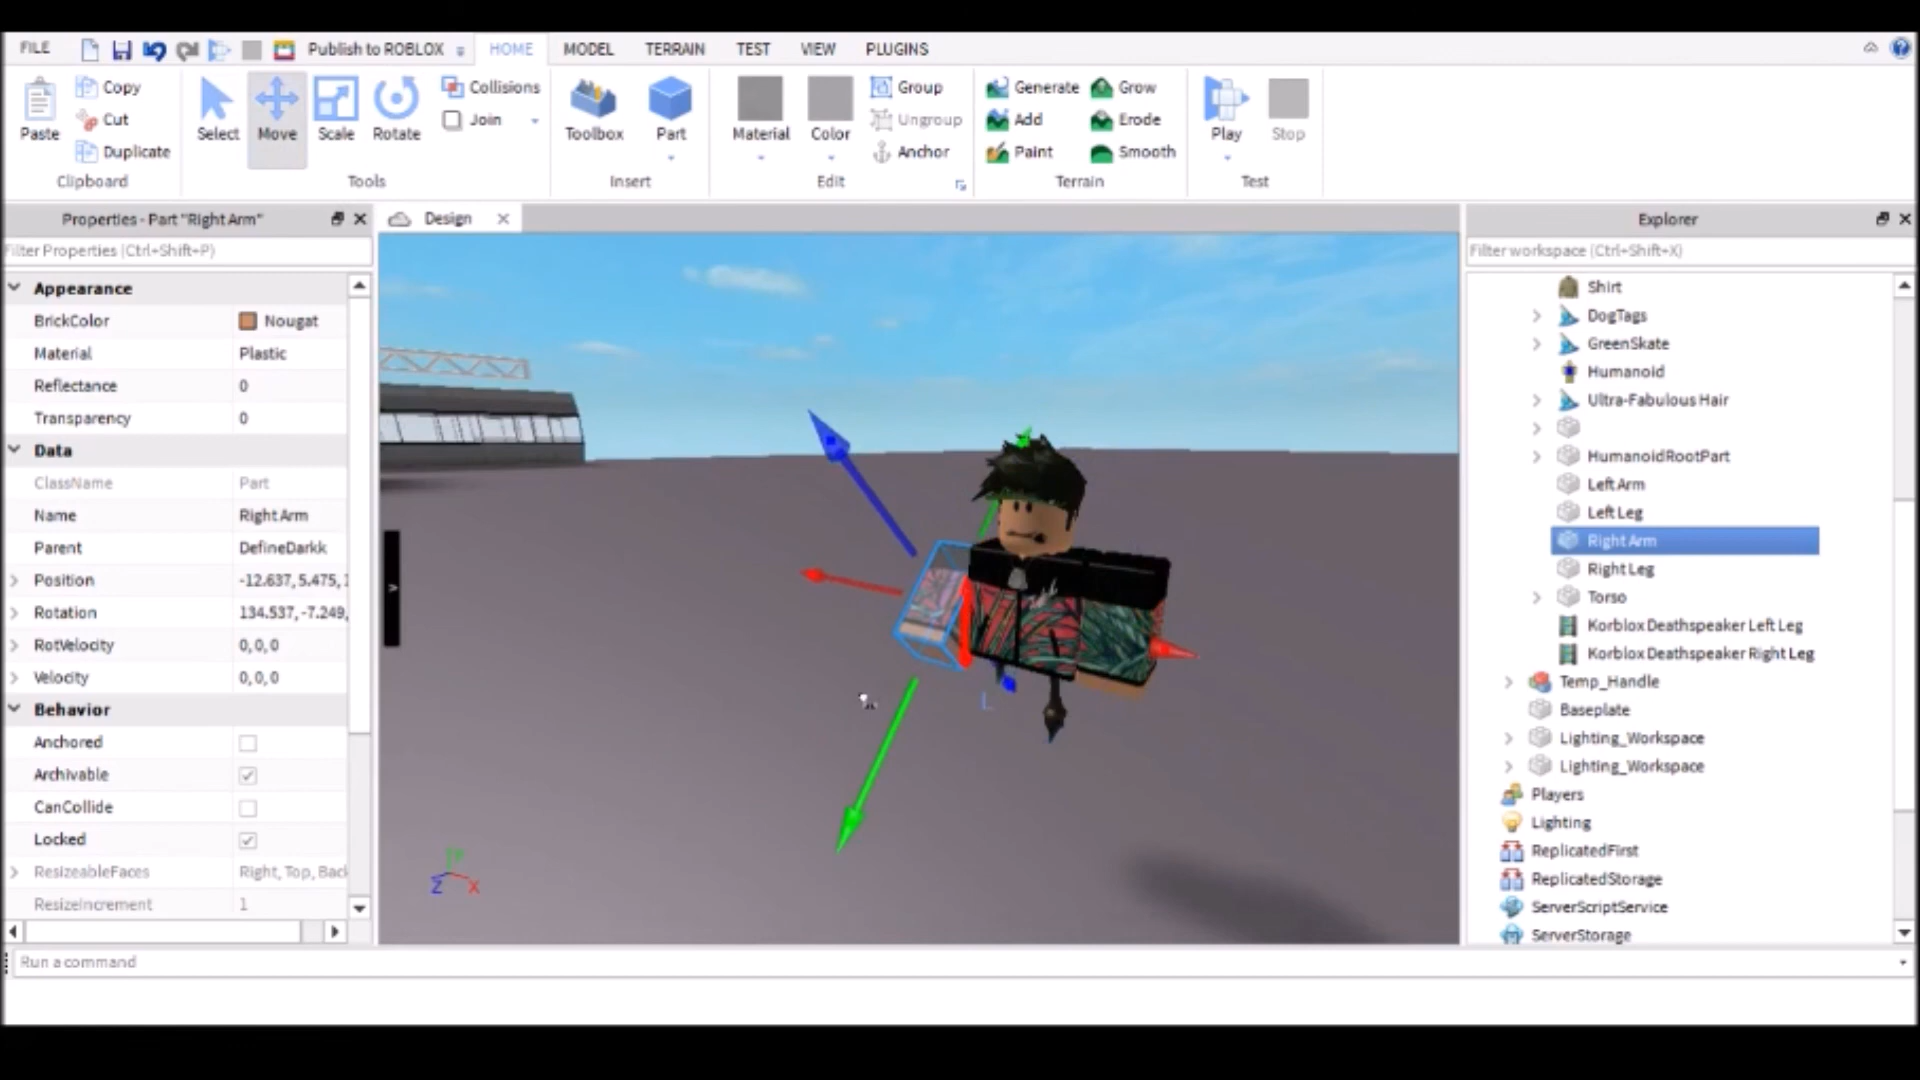 FILE
Publish to ROBLOX
HOME
MODEL
TERRAIN
TEST
VIEW
PLUGINS
Paste
Copy
Cut
Duplicate
Clipboard
Select
Move
Scale
Rotate
Collisions
Join
Tools
Toolbox
Part
Insert
Material
Color
Group
Ungroup
Anchor
Edit
Generate
Grow
Add
Erode
Paint
Smooth
Terrain
Play
Stop
Test
Properties - Part "Right Arm"
Filter Properties (Ctrl+Shift+P)
Appearance
BrickColor Nougat
Material Plastic
Reflectance 0
Transparency 0
Data
ClassName Part
Name Right Arm
Parent DefineDarkk
Position -12.637, 5.475, 1
Rotation 134.537, -7.249,
RotVelocity 0, 0, 0
Velocity 0, 0, 0
Behavior
Anchored
Archivable
CanCollide
Locked
ResizeableFaces Right, Top, Back
ResizeIncrement 1
Design
>
L
Y
Z
X
Explorer
Filter workspace (Ctrl+Shift+X)
Shirt
DogTags
GreenSkate
Humanoid
Ultra-Fabulous Hair
HumanoidRootPart
Left Arm
Left Leg
Right Arm
Right Leg
Torso
Korblox Deathspeaker Left Leg
Korblox Deathspeaker Right Leg
Temp_Handle
Baseplate
Lighting_Workspace
Lighting_Workspace
Players
Lighting
ReplicatedFirst
ReplicatedStorage
ServerScriptService
ServerStorage
Run a command